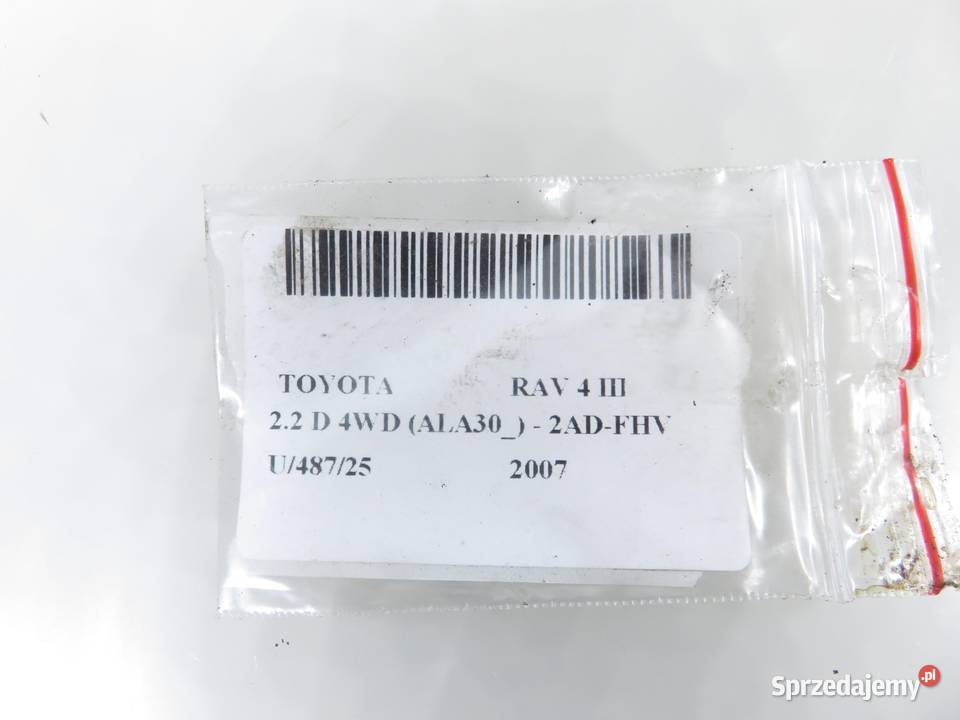 TOYOTA RAV 4 III
2.2 D 4WD (ALA30_) - 2AD-FHV
U/487/25 2007
Sprzedajemy.pl